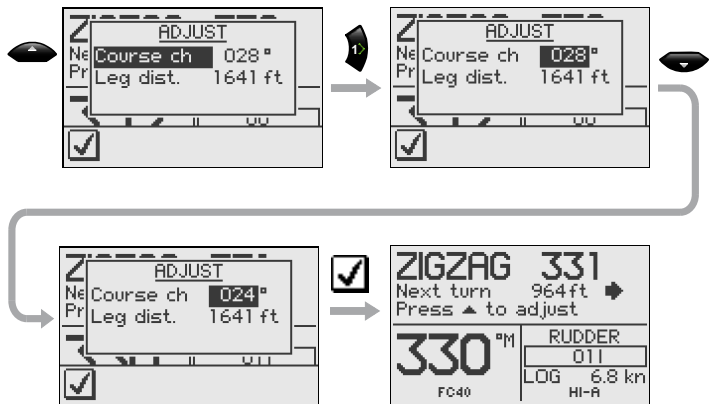 ADJUST
Course ch 028°
Leg dist. 1641 ft
1
ADJUST
Course ch 028°
Leg dist. 1641 ft
ADJUST
Course ch 024°
Leg dist. 1641 ft
ZIGZAG 331
Next turn 964ft
Press ▲ to adjust
330°M
FC40
RUDDER
01I
LOG 6.8 kn
HI-A